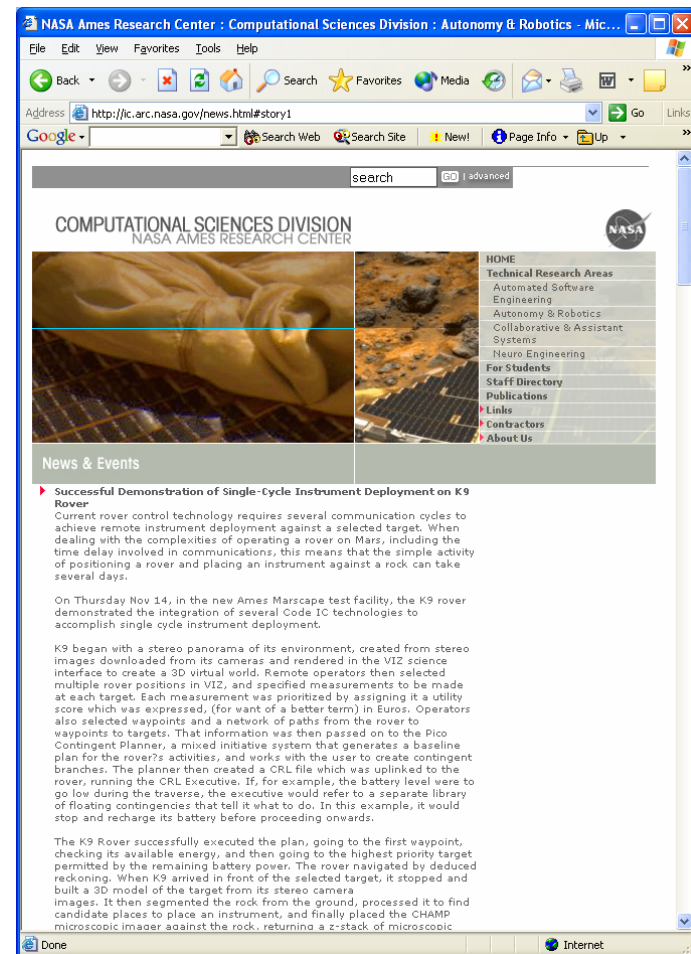 NASA Ames Research Center : Computational Sciences Division : Autonomy & Robotics - Mic...
File Edit View Favorites Tools Help
Back Search Favorites Media
Address http://ic.arc.nasa.gov/news.html#story1 Go Links
Google Search Web Search Site New! Page Info Up
search GO | advanced
COMPUTATIONAL SCIENCES DIVISION
NASA AMES RESEARCH CENTER
NASA
HOME
Technical Research Areas
Automated Software
Engineering
Autonomy & Robotics
Collaborative & Assistant
Systems
Neuro Engineering
For Students
Staff Directory
Publications
Links
Contractors
About Us
News & Events
Successful Demonstration of Single-Cycle Instrument Deployment on K9
Rover
Current rover control technology requires several communication cycles to
achieve remote instrument deployment against a selected target. When
dealing with the complexities of operating a rover on Mars, including the
time delay involved in communications, this means that the simple activity
of positioning a rover and placing an instrument against a rock can take
several days.
On Thursday Nov 14, in the new Ames Marscape test facility, the K9 rover
demonstrated the integration of several Code IC technologies to
accomplish single cycle instrument deployment.
K9 began with a stereo panorama of its environment, created from stereo
images downloaded from its cameras and rendered in the VIZ science
interface to create a 3D virtual world. Remote operators then selected
multiple rover positions in VIZ, and specified measurements to be made
at each target. Each measurement was prioritized by assigning it a utility
score which was expressed, (for want of a better term) in Euros. Operators
also selected waypoints and a network of paths from the rover to
waypoints to targets. That information was then passed on to the Pico
Contingent Planner, a mixed initiative system that generates a baseline
plan for the rover?s activities, and works with the user to create contingent
branches. The planner then created a CRL file which was uplinked to the
rover, running the CRL Executive. If, for example, the battery level were to
go low during the traverse, the executive would refer to a separate library
of floating contingencies that tell it what to do. In this example, it would
stop and recharge its battery before proceeding onwards.
The K9 Rover successfully executed the plan, going to the first waypoint,
checking its available energy, and then going to the highest priority target
permitted by the remaining battery power. The rover navigated by deduced
reckoning. When K9 arrived in front of the selected target, it stopped and
built a 3D model of the target from its stereo camera
images. It then segmented the rock from the ground, processed it to find
candidate places to place an instrument, and finally placed the CHAMP
microscopic imager against the rock, returning a z-stack of microscopic
Done Internet